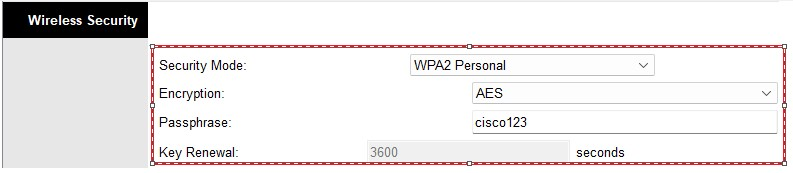 Wireless Security
Security Mode: WPA2 Personal
Encryption: AES
Passphrase: cisco123
Key Renewal: 3600 seconds